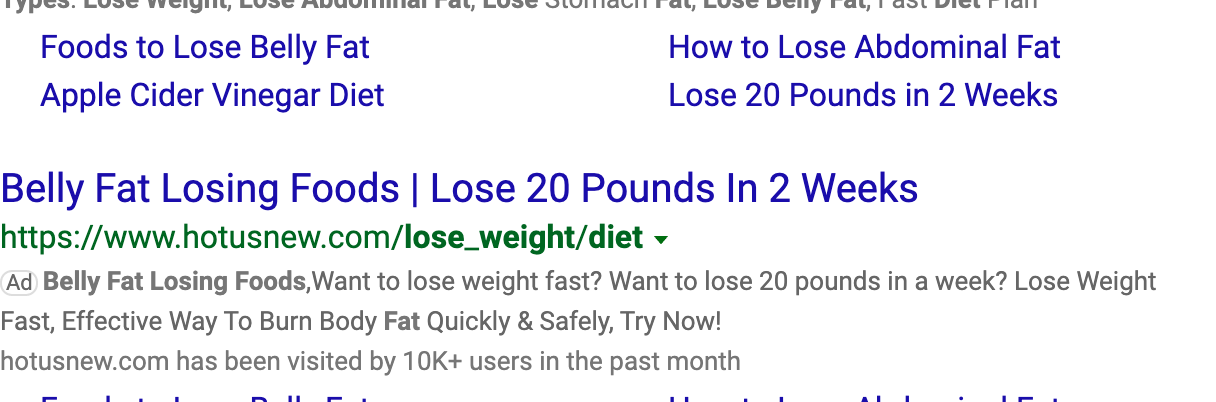 Types: Lose Weight, Lose Abdominal Fat, Lose Stomach Fat, Lose Belly Fat, Fast Diet Plan
Foods to Lose Belly Fat How to Lose Abdominal Fat
Apple Cider Vinegar Diet Lose 20 Pounds in 2 Weeks
Belly Fat Losing Foods | Lose 20 Pounds In 2 Weeks
https://www.hotusnew.com/lose_weight/diet
Ad Belly Fat Losing Foods,Want to lose weight fast? Want to lose 20 pounds in a week? Lose Weight
Fast, Effective Way To Burn Body Fat Quickly & Safely, Try Now!
hotusnew.com has been visited by 10K+ users in the past month